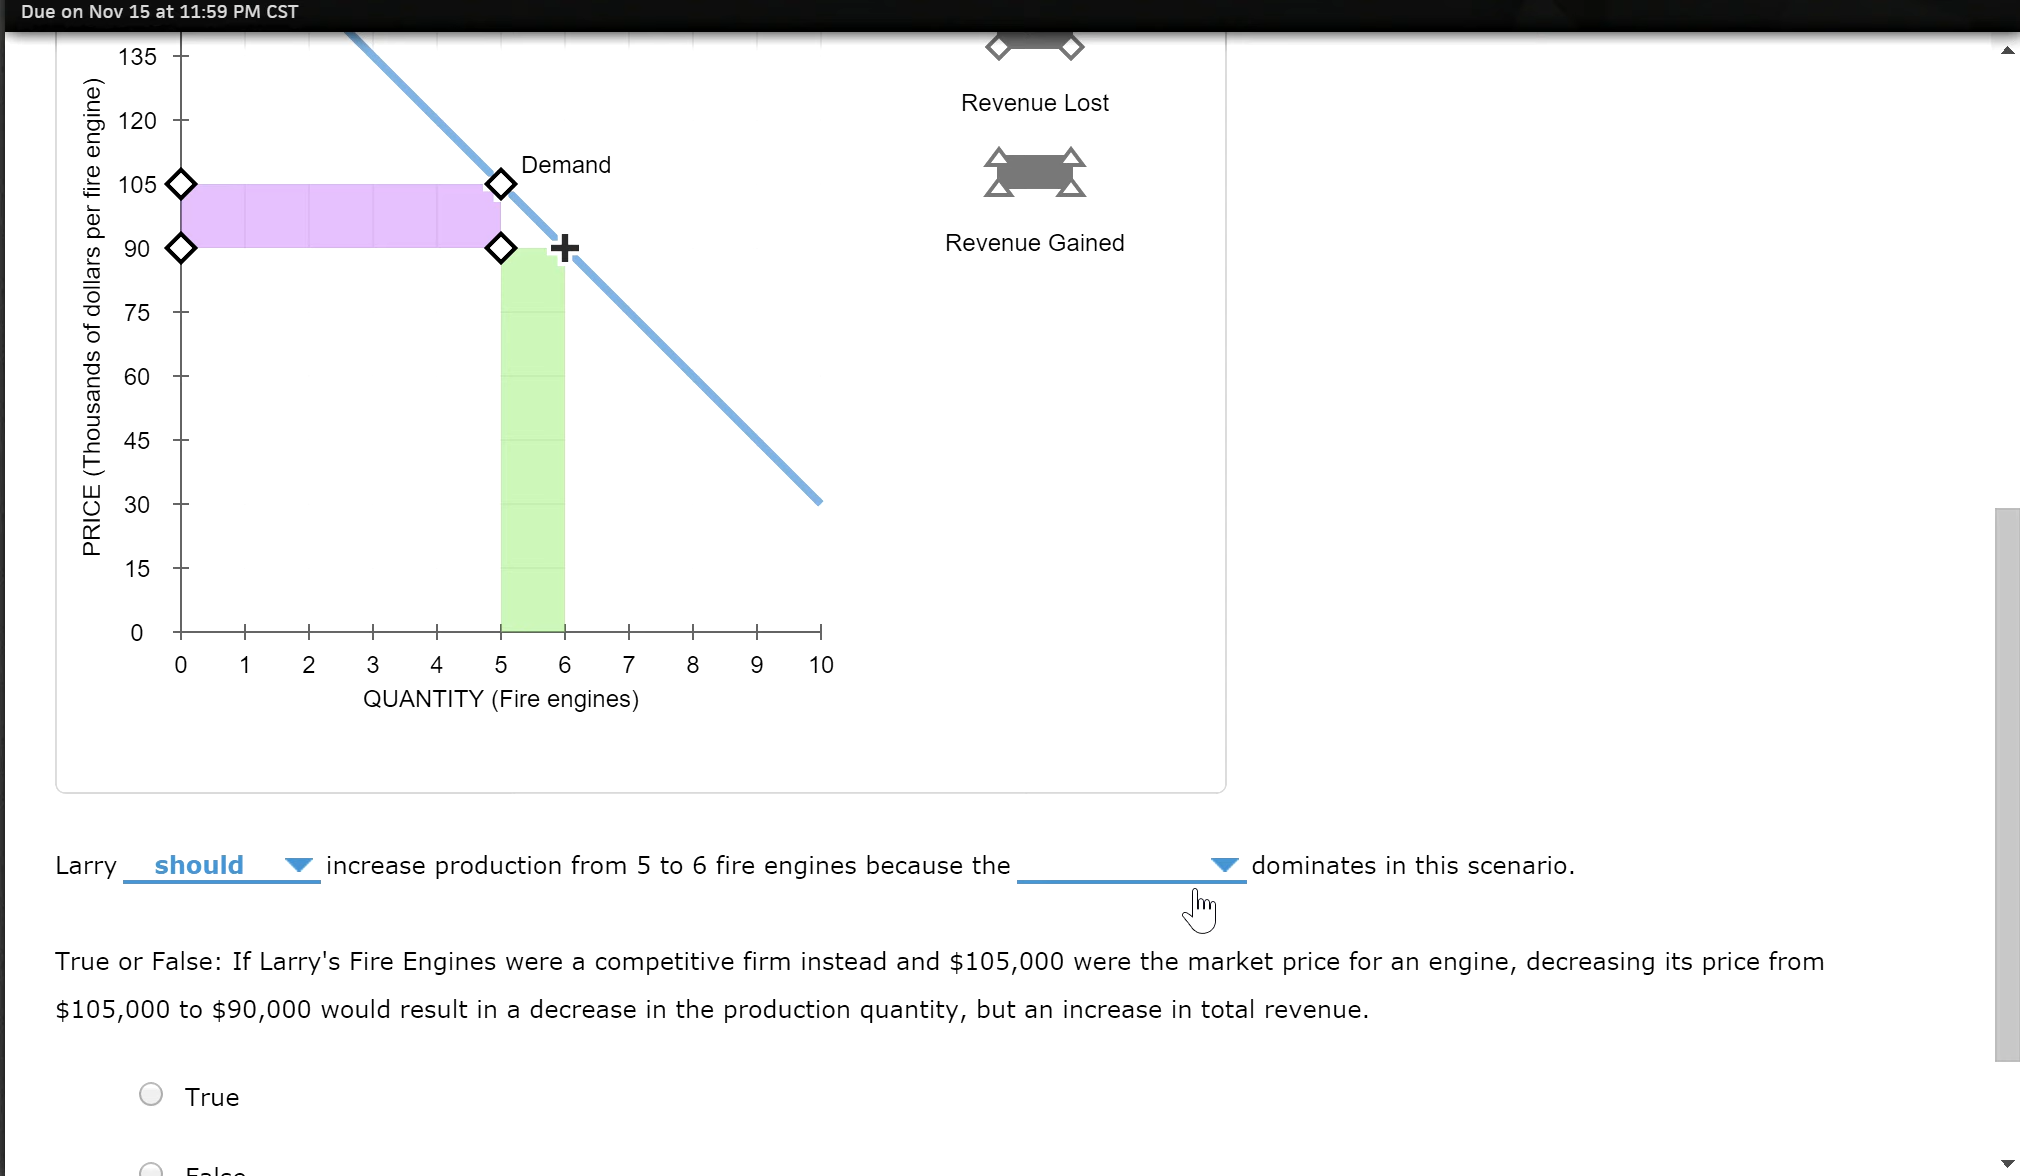 Due on Nov 15 at 11:59 PM CST
135
120
105
90
75
60
45
30
15
0
PRICE (Thousands of dollars per fire engine)
Demand
0 1 2 3 4 5 6 7 8 9 10
QUANTITY (Fire engines)
Revenue Lost
Revenue Gained
Larry should increase production from 5 to 6 fire engines because the dominates in this scenario.
True or False: If Larry's Fire Engines were a competitive firm instead and $105,000 were the market price for an engine, decreasing its price from
$105,000 to $90,000 would result in a decrease in the production quantity, but an increase in total revenue.
True
False